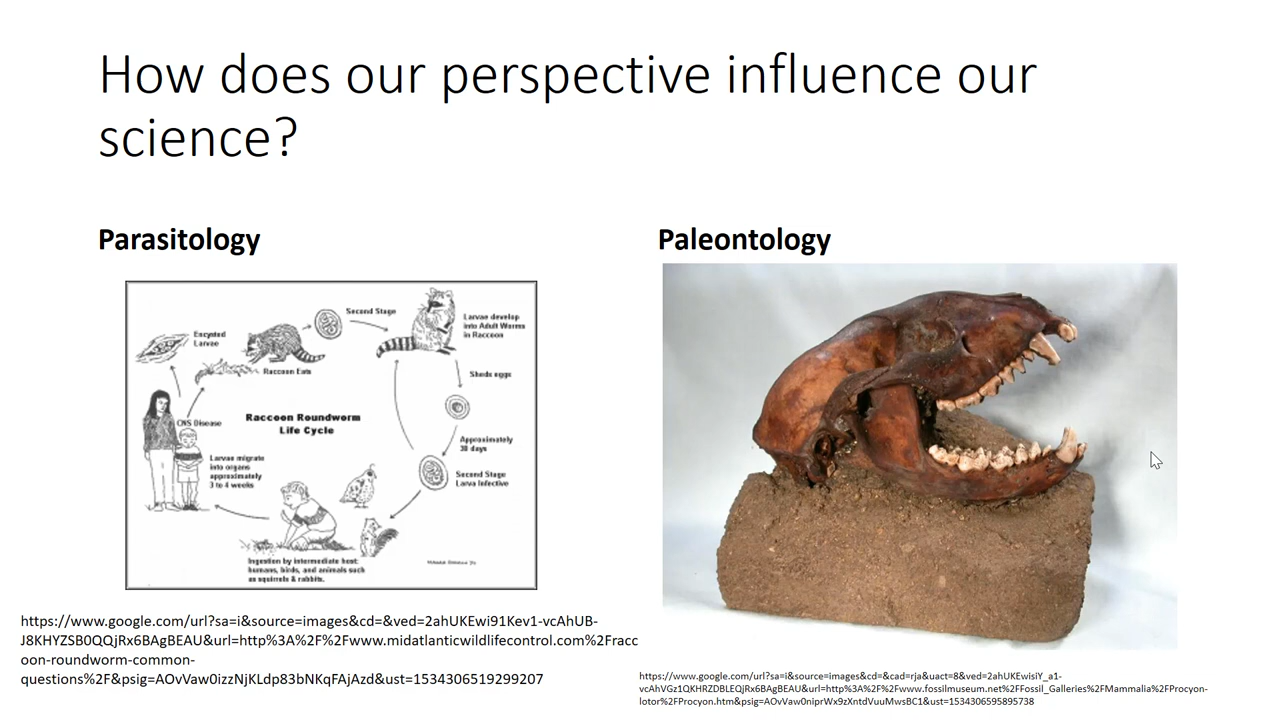 How does our perspective influence our
science?
Parasitology
Paleontology
Second Stage
Larvae develop
into Adult Worms
in Raccoon
Encysted
Larvae
Raccoon Eats
Sheds eggs
CNS Disease
Raccoon Roundworm
Life Cycle
Approximately
30 days
Larvae migrate
into organs
approximately
3 to 4 weeks
Second Stage
Larva Infective
Ingestion by intermediate host:
humans, birds, and animals such
as squirrels & rabbits.
https://www.google.com/url?sa=i&source=images&cd=&ved=2ahUKEwi91Kev1-vcAhUB-
J8KHYZSB0QQjRx6BAgBEAU&url=http%3A%2F%2Fwww.midatlanticwildlifecontrol.com%2Fracc
oon-roundworm-common-
questions%2F&psig=AOvVaw0izzNjKLdp83bNKqFAjAzd&ust=1534306519299207
https://www.google.com/url?sa=i&source=images&cd=&cad=rja&uact=8&ved=2ahUKEwisiY_a1-
vcAhVGz1QKHRZDBLEQjRx6BAgBEAU&url=http%3A%2F%2Fwww.fossilmuseum.net%2FFossil_Galleries%2FMammalia%2FProcyon-
lotor%2FProcyon.htm&psig=AOvVaw0niprWx9zXntdVuuMwsBC1&ust=1534306595895738